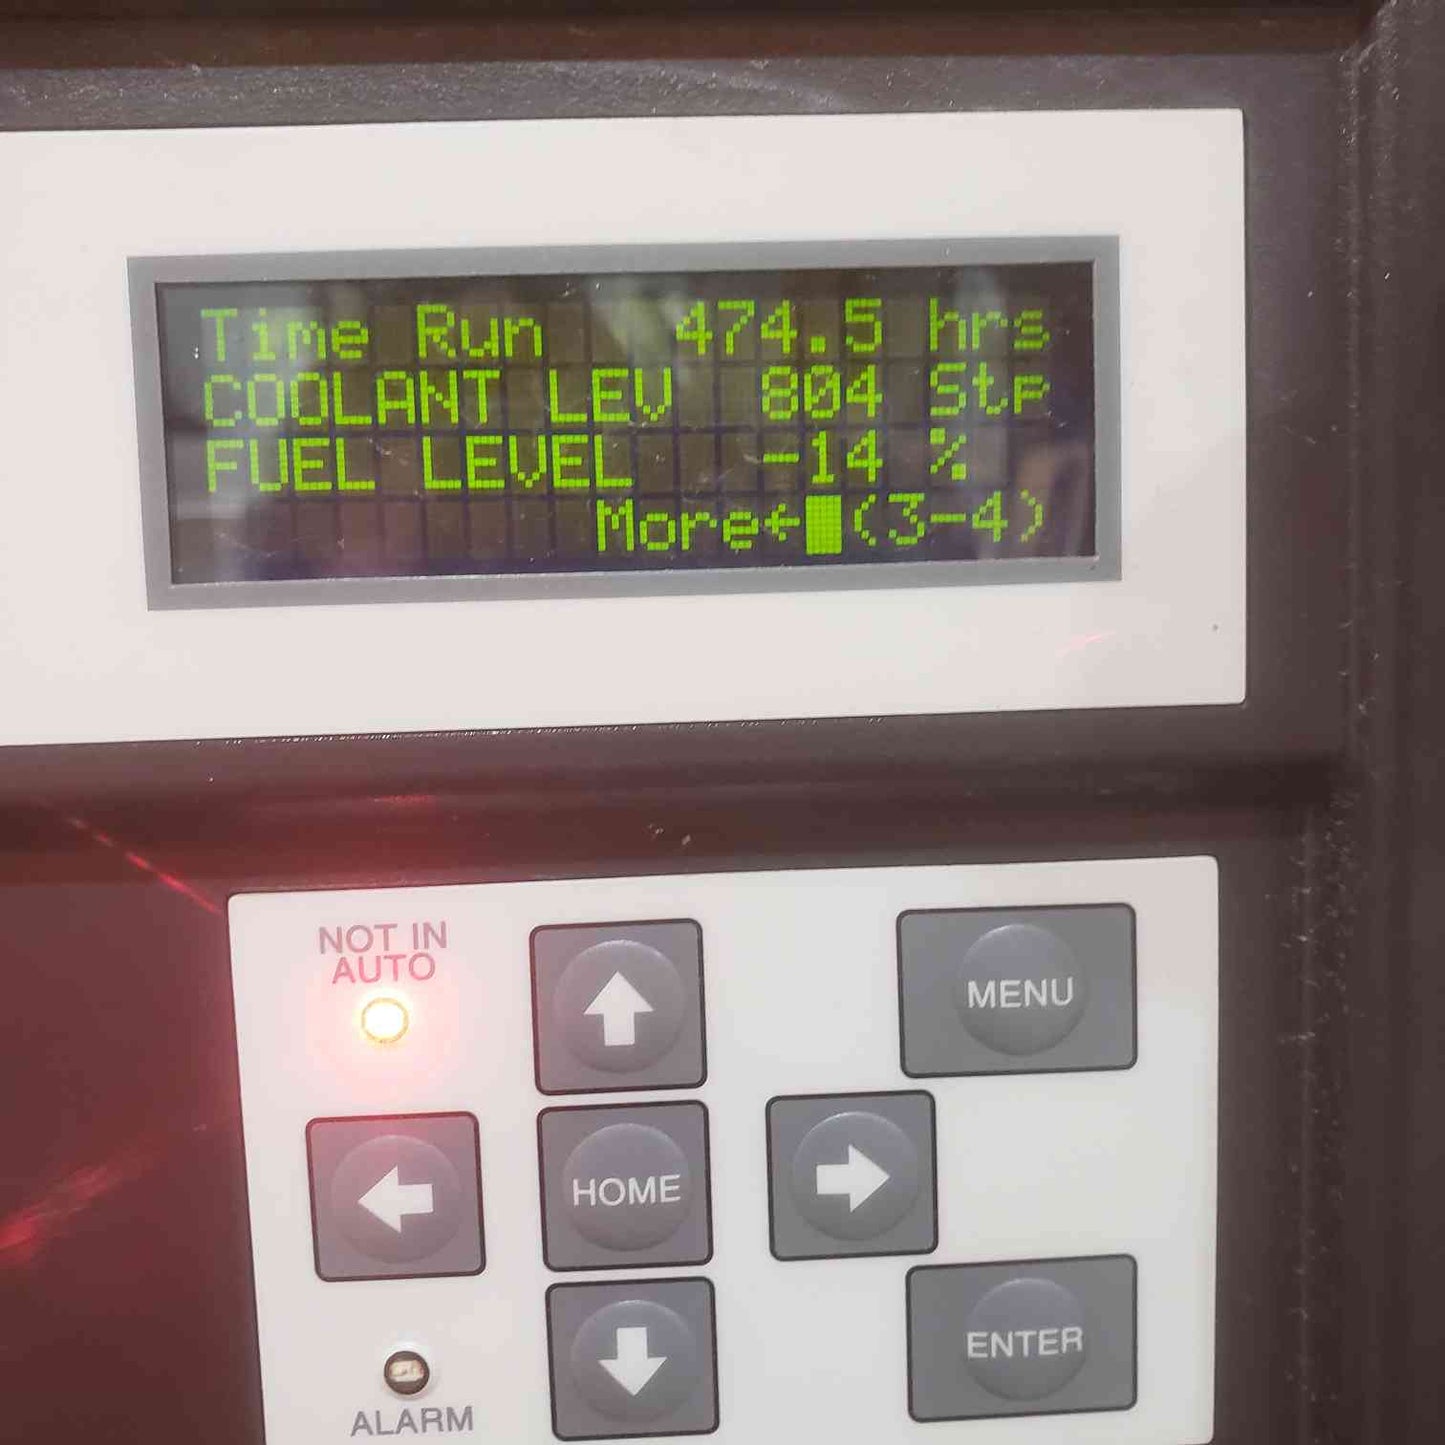 Time Run 474.5 hrs
COOLANT LEV 804 Stp
FUEL LEVEL -14 %
More←█(3-4)
NOT IN
AUTO
MENU
HOME
ENTER
ALARM